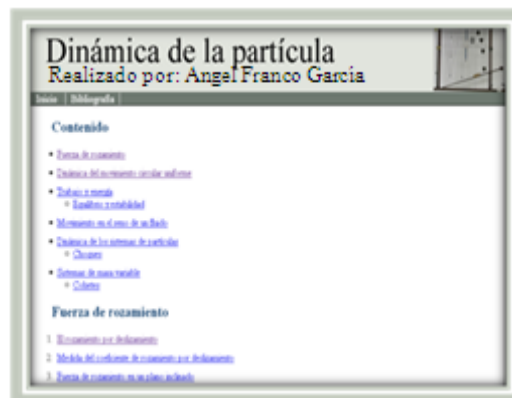 Dinámica de la partícula
Realizado por: Angel Franco García
Inicio | Bibliografía |
Contenido
Fuerza de rozamiento
Dinámica del movimiento circular uniforme
Trabajo y energía
Equilibrio y estabilidad
Movimiento en el seno de un fluido
Dinámica de los sistemas de partículas
Choques
Sistemas de masa variable
Cohetes
Fuerza de rozamiento
1. El rozamiento por deslizamiento
2. Medida del coeficiente de rozamiento por deslizamiento
3. Fuerza de rozamiento en un plano inclinado